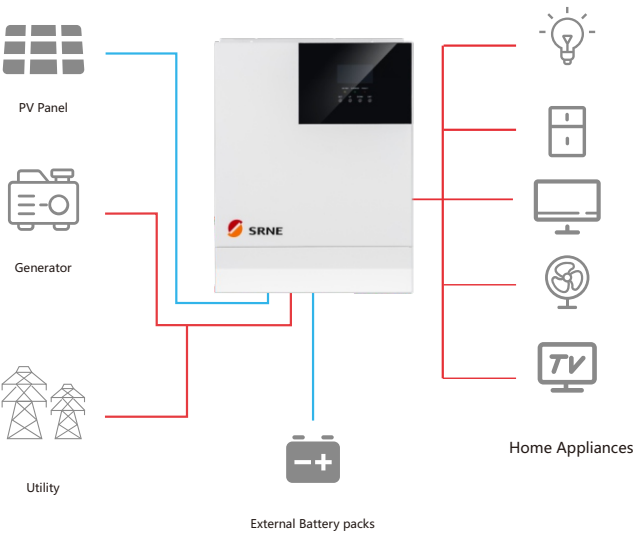 PV Panel
Generator
SRNE
TV
Home Appliances
Utility
External Battery packs